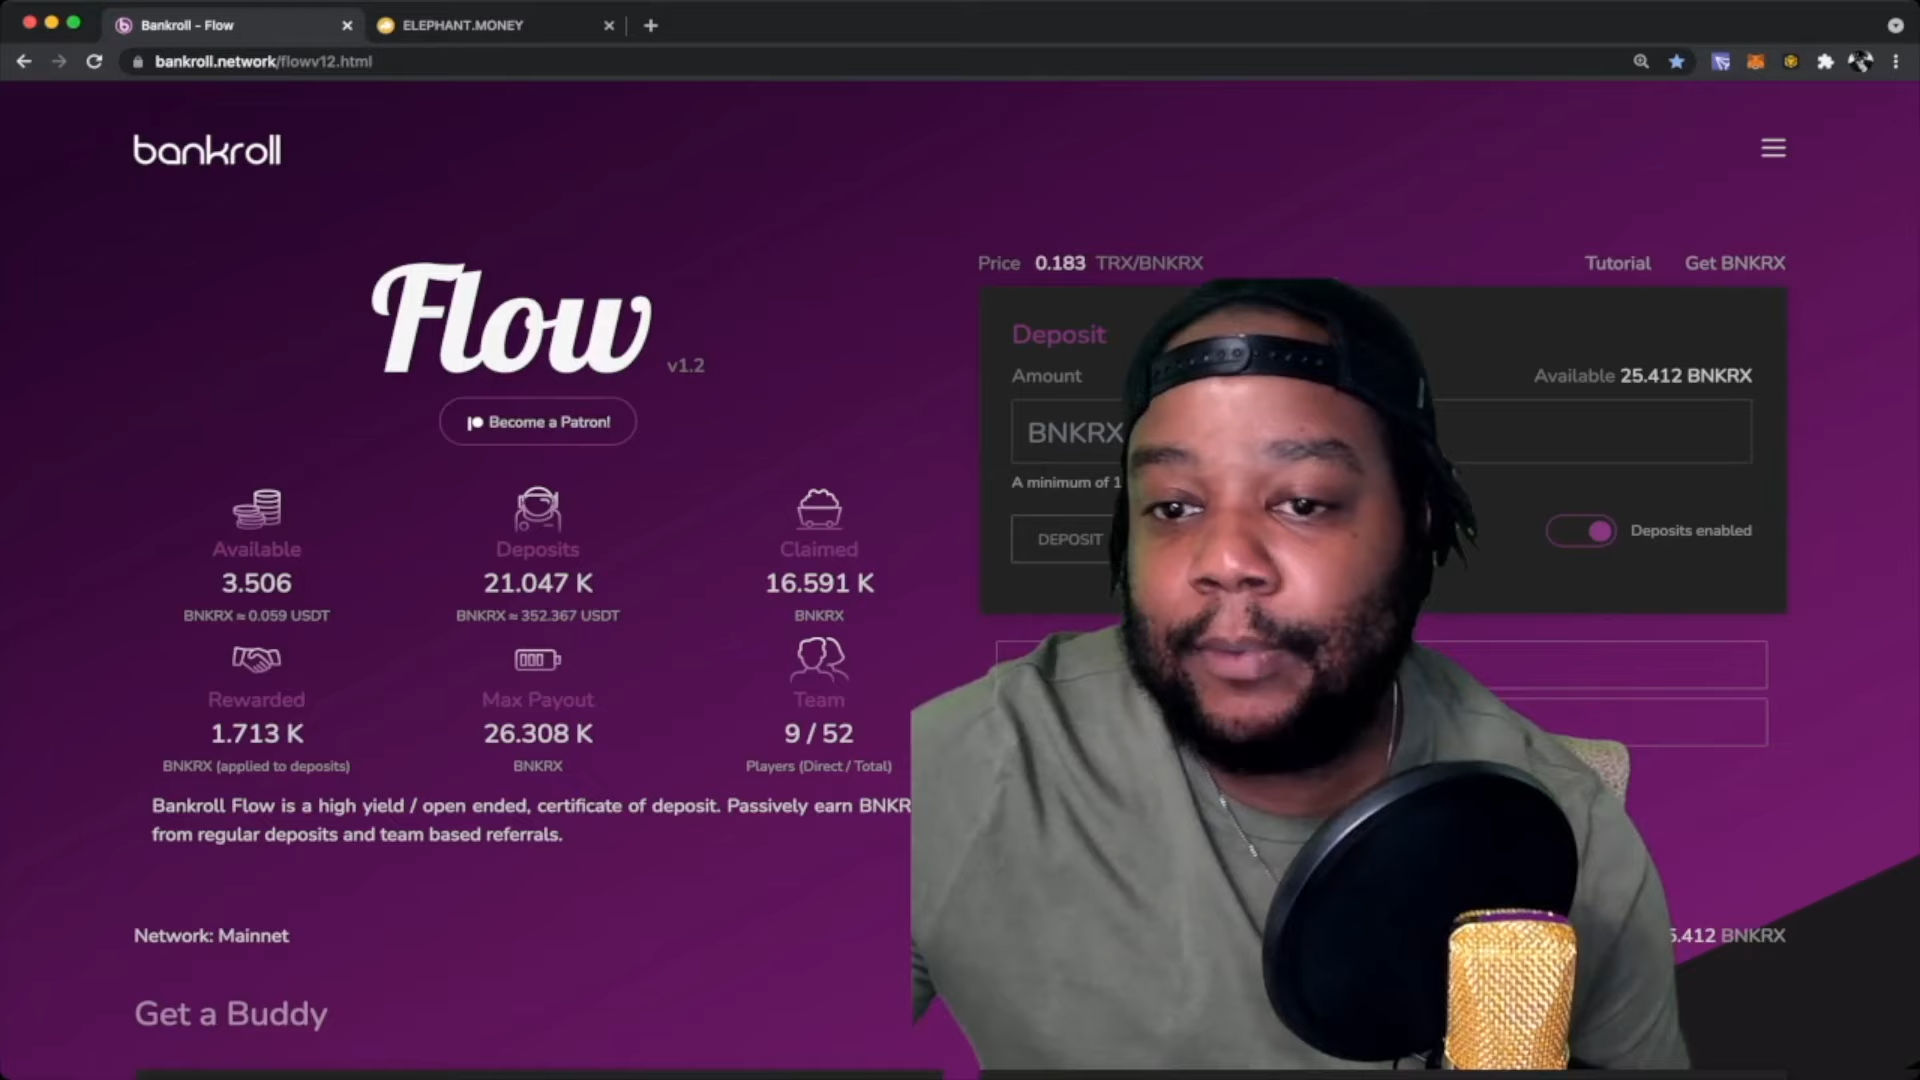 Bankroll - Flow
ELEPHANT.MONEY
bankroll.network/flowv12.html
bankroll
Flow
v1.2
Become a Patron!
Available
3.506
BNKRX ≈ 0.059 USDT
Deposits
21.047 K
BNKRX ≈ 352.367 USDT
Claimed
16.591 K
BNKRX
Rewarded
1.713 K
BNKRX (applied to deposits)
Max Payout
26.308 K
BNKRX
Team
9 / 52
Players (Direct / Total)
Bankroll Flow is a high yield / open ended, certificate of deposit. Passively earn BNKR
from regular deposits and team based referrals.
Network: Mainnet
Get a Buddy
Price 0.183 TRX/BNKRX
Tutorial
Get BNKRX
Deposit
Amount
Available 25.412 BNKRX
BNKRX
A minimum of 1
DEPOSIT
Deposits enabled
5.412 BNKRX